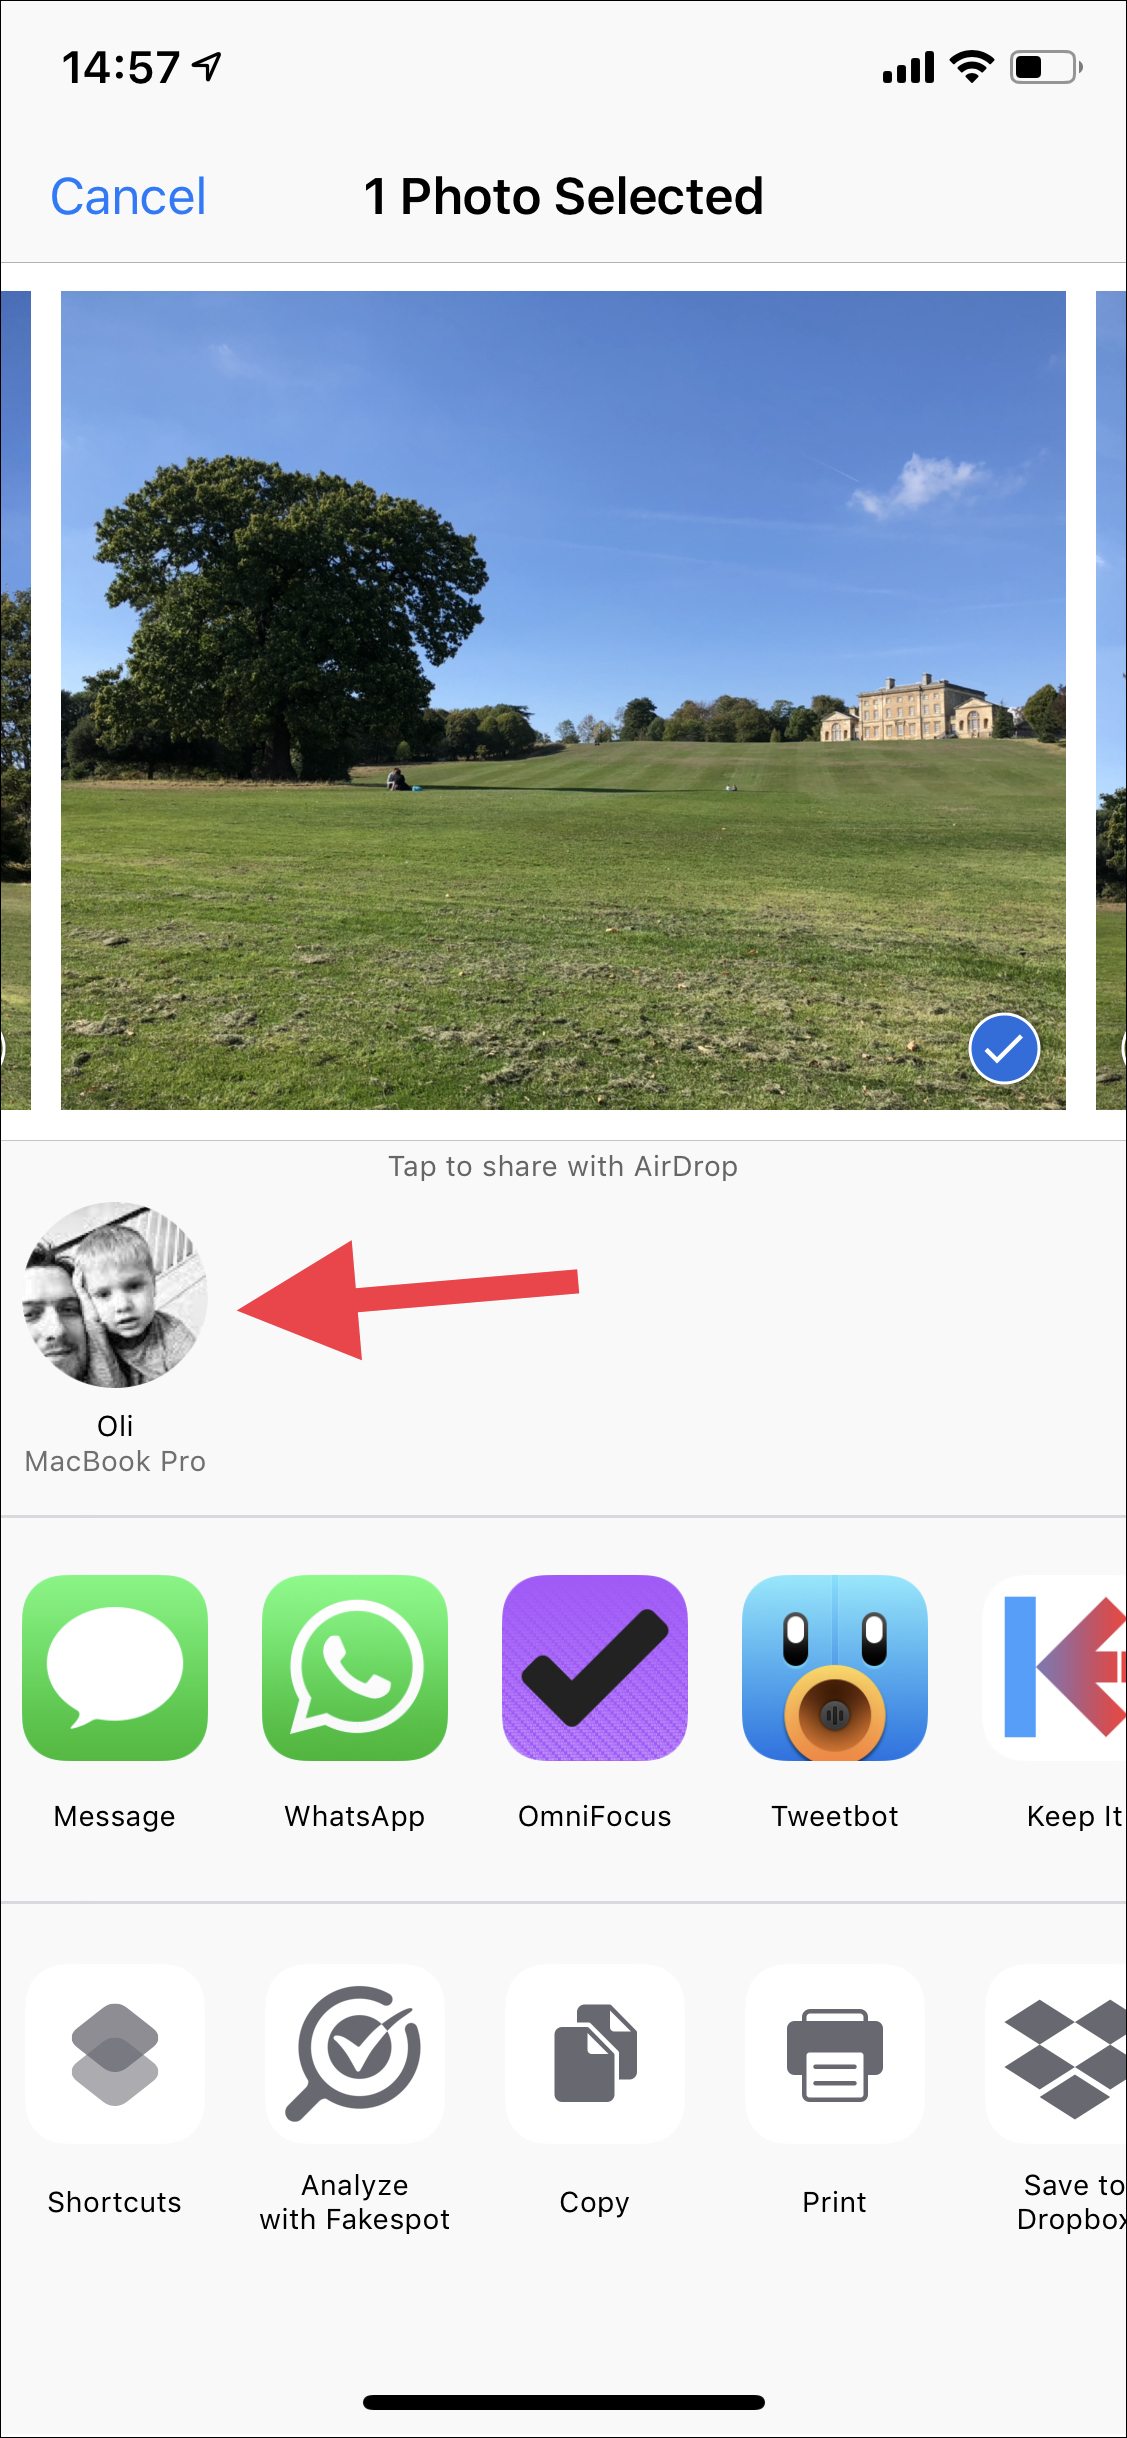 14:57
Cancel
1 Photo Selected
Tap to share with AirDrop
Oli
MacBook Pro
Message
WhatsApp
OmniFocus
Tweetbot
Keep It
Shortcuts
Analyze
with Fakespot
Copy
Print
Save to
Dropbox